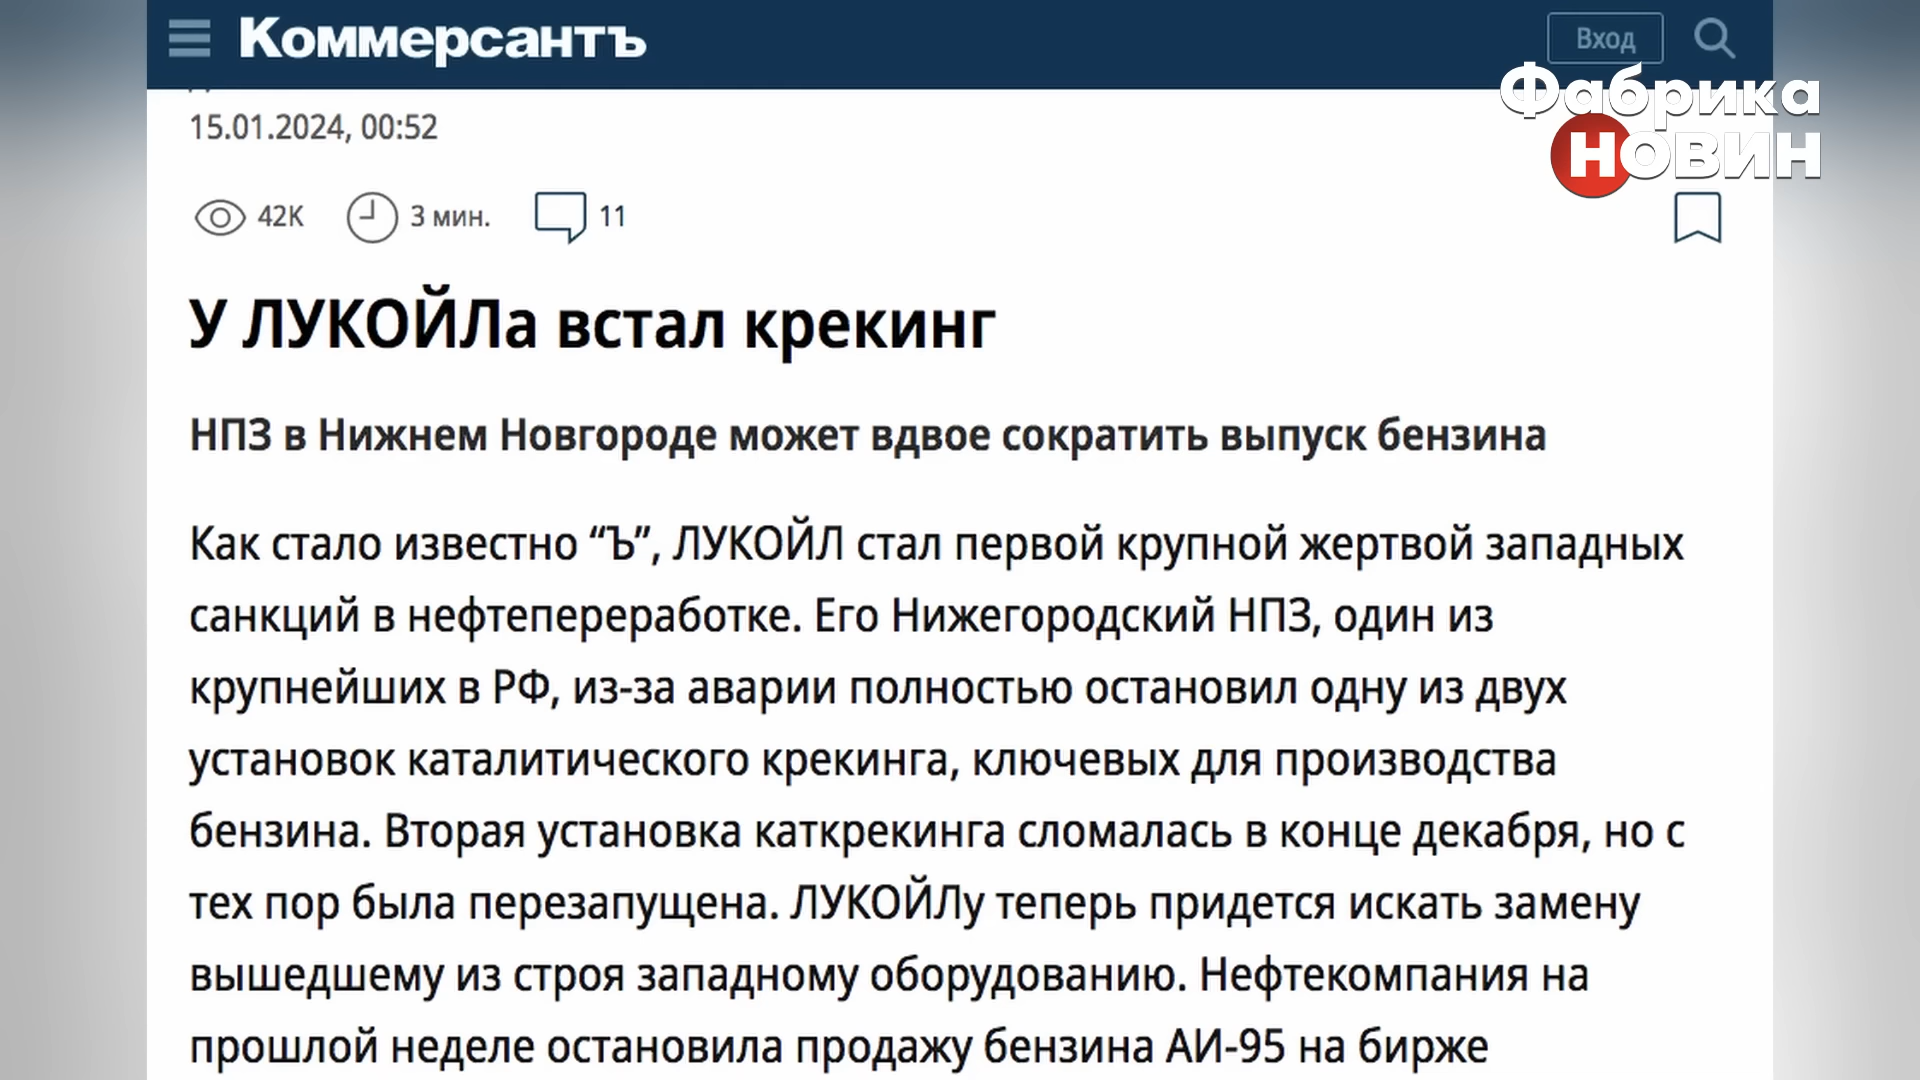 Коммерсантъ
Вход
Фабрика
новин
15.01.2024, 00:52
42K
3 мин.
11
У ЛУКОЙЛа встал крекинг
НПЗ в Нижнем Новгороде может вдвое сократить выпуск бензина
Как стало известно “Ъ”, ЛУКОЙЛ стал первой крупной жертвой западных
санкций в нефтепереработке. Его Нижегородский НПЗ, один из
крупнейших в РФ, из-за аварии полностью остановил одну из двух
установок каталитического крекинга, ключевых для производства
бензина. Вторая установка каткрекинга сломалась в конце декабря, но с
тех пор была перезапущена. ЛУКОЙЛу теперь придется искать замену
вышедшему из строя западному оборудованию. Нефтекомпания на
прошлой неделе остановила продажу бензина АИ-95 на бирже